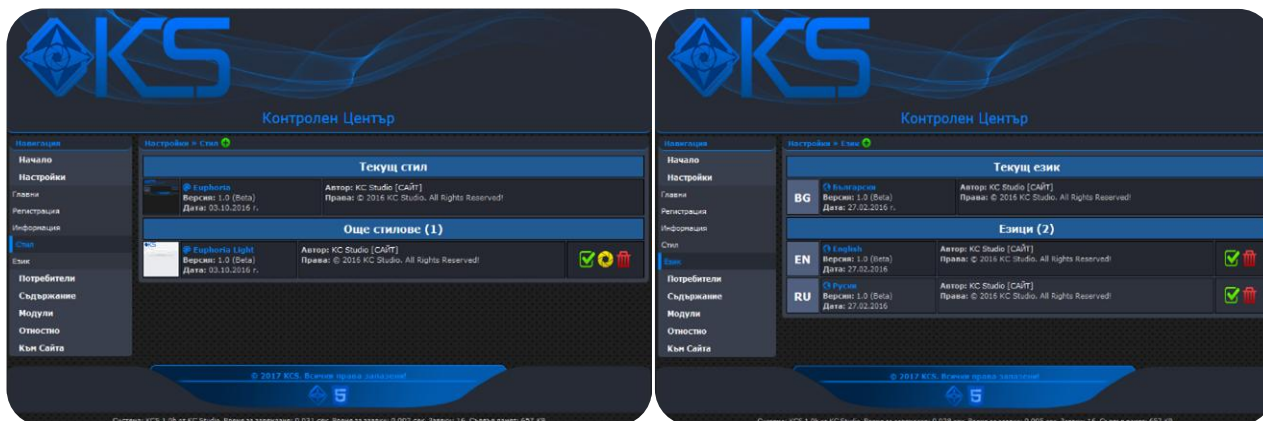 KS
Контролен Център
Навигация
Начало
Настройки
Главни
Регистрация
Информация
Стил
Език
Потребители
Съдържание
Модули
Относно
Към Сайта
Настройки » Стил
Текущ стил
Euphoria
Версия: 1.0 (Beta)
Дата: 03.10.2016 г.
Автор: KC Studio [САЙТ]
Права: © 2016 KC Studio. All Rights Reserved!
Още стилове (1)
Euphoria Light
Версия: 1.0 (Beta)
Дата: 03.10.2016 г.
Автор: KC Studio [САЙТ]
Права: © 2016 KC Studio. All Rights Reserved!
© 2017 KCS. Всички права запазени!
KS
Контролен Център
Навигация
Начало
Настройки
Главни
Регистрация
Информация
Стил
Език
Потребители
Съдържание
Модули
Относно
Към Сайта
Настройки » Език
Текущ език
BG
Български
Версия: 1.0 (Beta)
Дата: 27.02.2016 г.
Автор: KC Studio [САЙТ]
Права: © 2016 KC Studio. All Rights Reserved!
Езици (2)
EN
English
Версия: 1.0 (Beta)
Дата: 27.02.2016
Автор: KC Studio [САЙТ]
Права: © 2016 KC Studio. All Rights Reserved!
RU
Русия
Версия: 1.0 (Beta)
Дата: 27.02.2016
Автор: KC Studio [САЙТ]
Права: © 2016 KC Studio. All Rights Reserved!
© 2017 KCS. Всички права запазени!